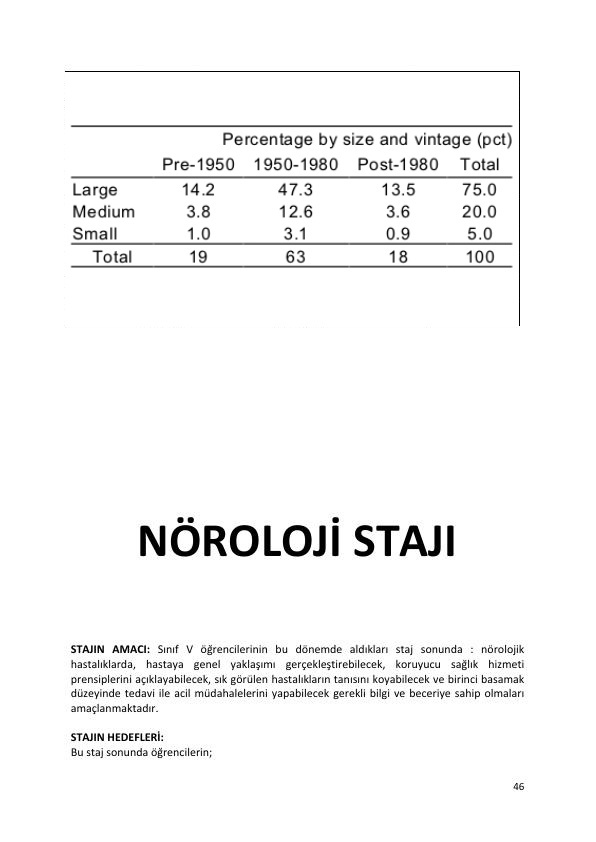 Percentage by size and vintage (pct)
Pre-1950 1950-1980 Post-1980 Total
Large 14.2 47.3 13.5 75.0
Medium 3.8 12.6 3.6 20.0
Small 1.0 3.1 0.9 5.0
Total 19 63 18 100
NÖROLOJİ STAJI
STAJIN AMACI: Sınıf V öğrencilerinin bu dönemde aldıkları staj sonunda : nörolojik
hastalıklarda, hastaya genel yaklaşımı gerçekleştirebilecek, koruyucu sağlık hizmeti
prensiplerini açıklayabilecek, sık görülen hastalıkların tanısını koyabilecek ve birinci basamak
düzeyinde tedavi ile acil müdahalelerini yapabilecek gerekli bilgi ve beceriye sahip olmaları
amaçlanmaktadır.
STAJIN HEDEFLERİ:
Bu staj sonunda öğrencilerin;
46